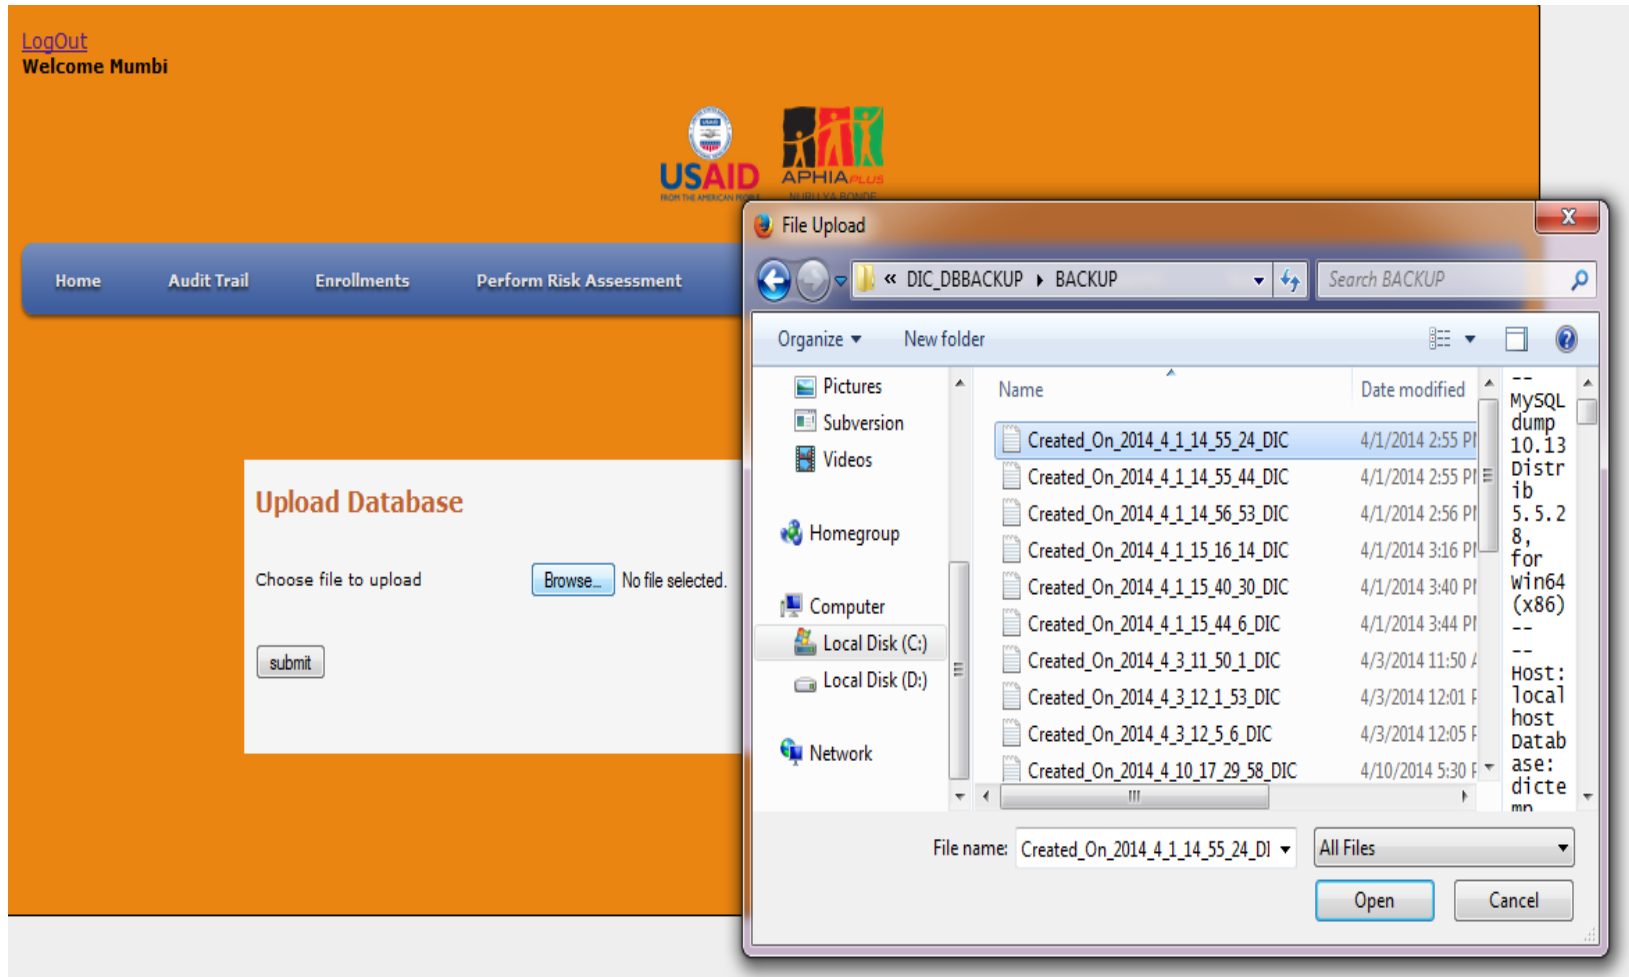 LogOut
Welcome Mumbi
USAID
USAID
FROM THE AMERICAN PEOPLE
APHIAPLUS
NURU YA BONDE
Home Audit Trail Enrollments Perform Risk Assessment
Upload Database
Choose file to upload Browse... No file selected.
submit
File Upload
« DIC_DBBACKUP BACKUP Search BACKUP
Organize New folder
Pictures
Subversion
Videos
Homegroup
Computer
Local Disk (C:)
Local Disk (D:)
Network
Name Date modified
Created_On_2014_4_1_14_55_24_DIC 4/1/2014 2:55 PM
Created_On_2014_4_1_14_55_44_DIC 4/1/2014 2:55 PM
Created_On_2014_4_1_14_56_53_DIC 4/1/2014 2:56 PM
Created_On_2014_4_1_15_16_14_DIC 4/1/2014 3:16 PM
Created_On_2014_4_1_15_40_30_DIC 4/1/2014 3:40 PM
Created_On_2014_4_1_15_44_6_DIC 4/1/2014 3:44 PM
Created_On_2014_4_3_11_50_1_DIC 4/3/2014 11:50 A
Created_On_2014_4_3_12_1_53_DIC 4/3/2014 12:01 P
Created_On_2014_4_3_12_5_6_DIC 4/3/2014 12:05 P
Created_On_2014_4_10_17_29_58_DIC 4/10/2014 5:30 P
--
MySQL
dump
10.13
Distr
ib
5.5.2
8,
for
Win64
(x86)
--
--
Host:
local
host
Datab
ase:
dicte
mp
File name: Created_On_2014_4_1_14_55_24_DI All Files
Open Cancel